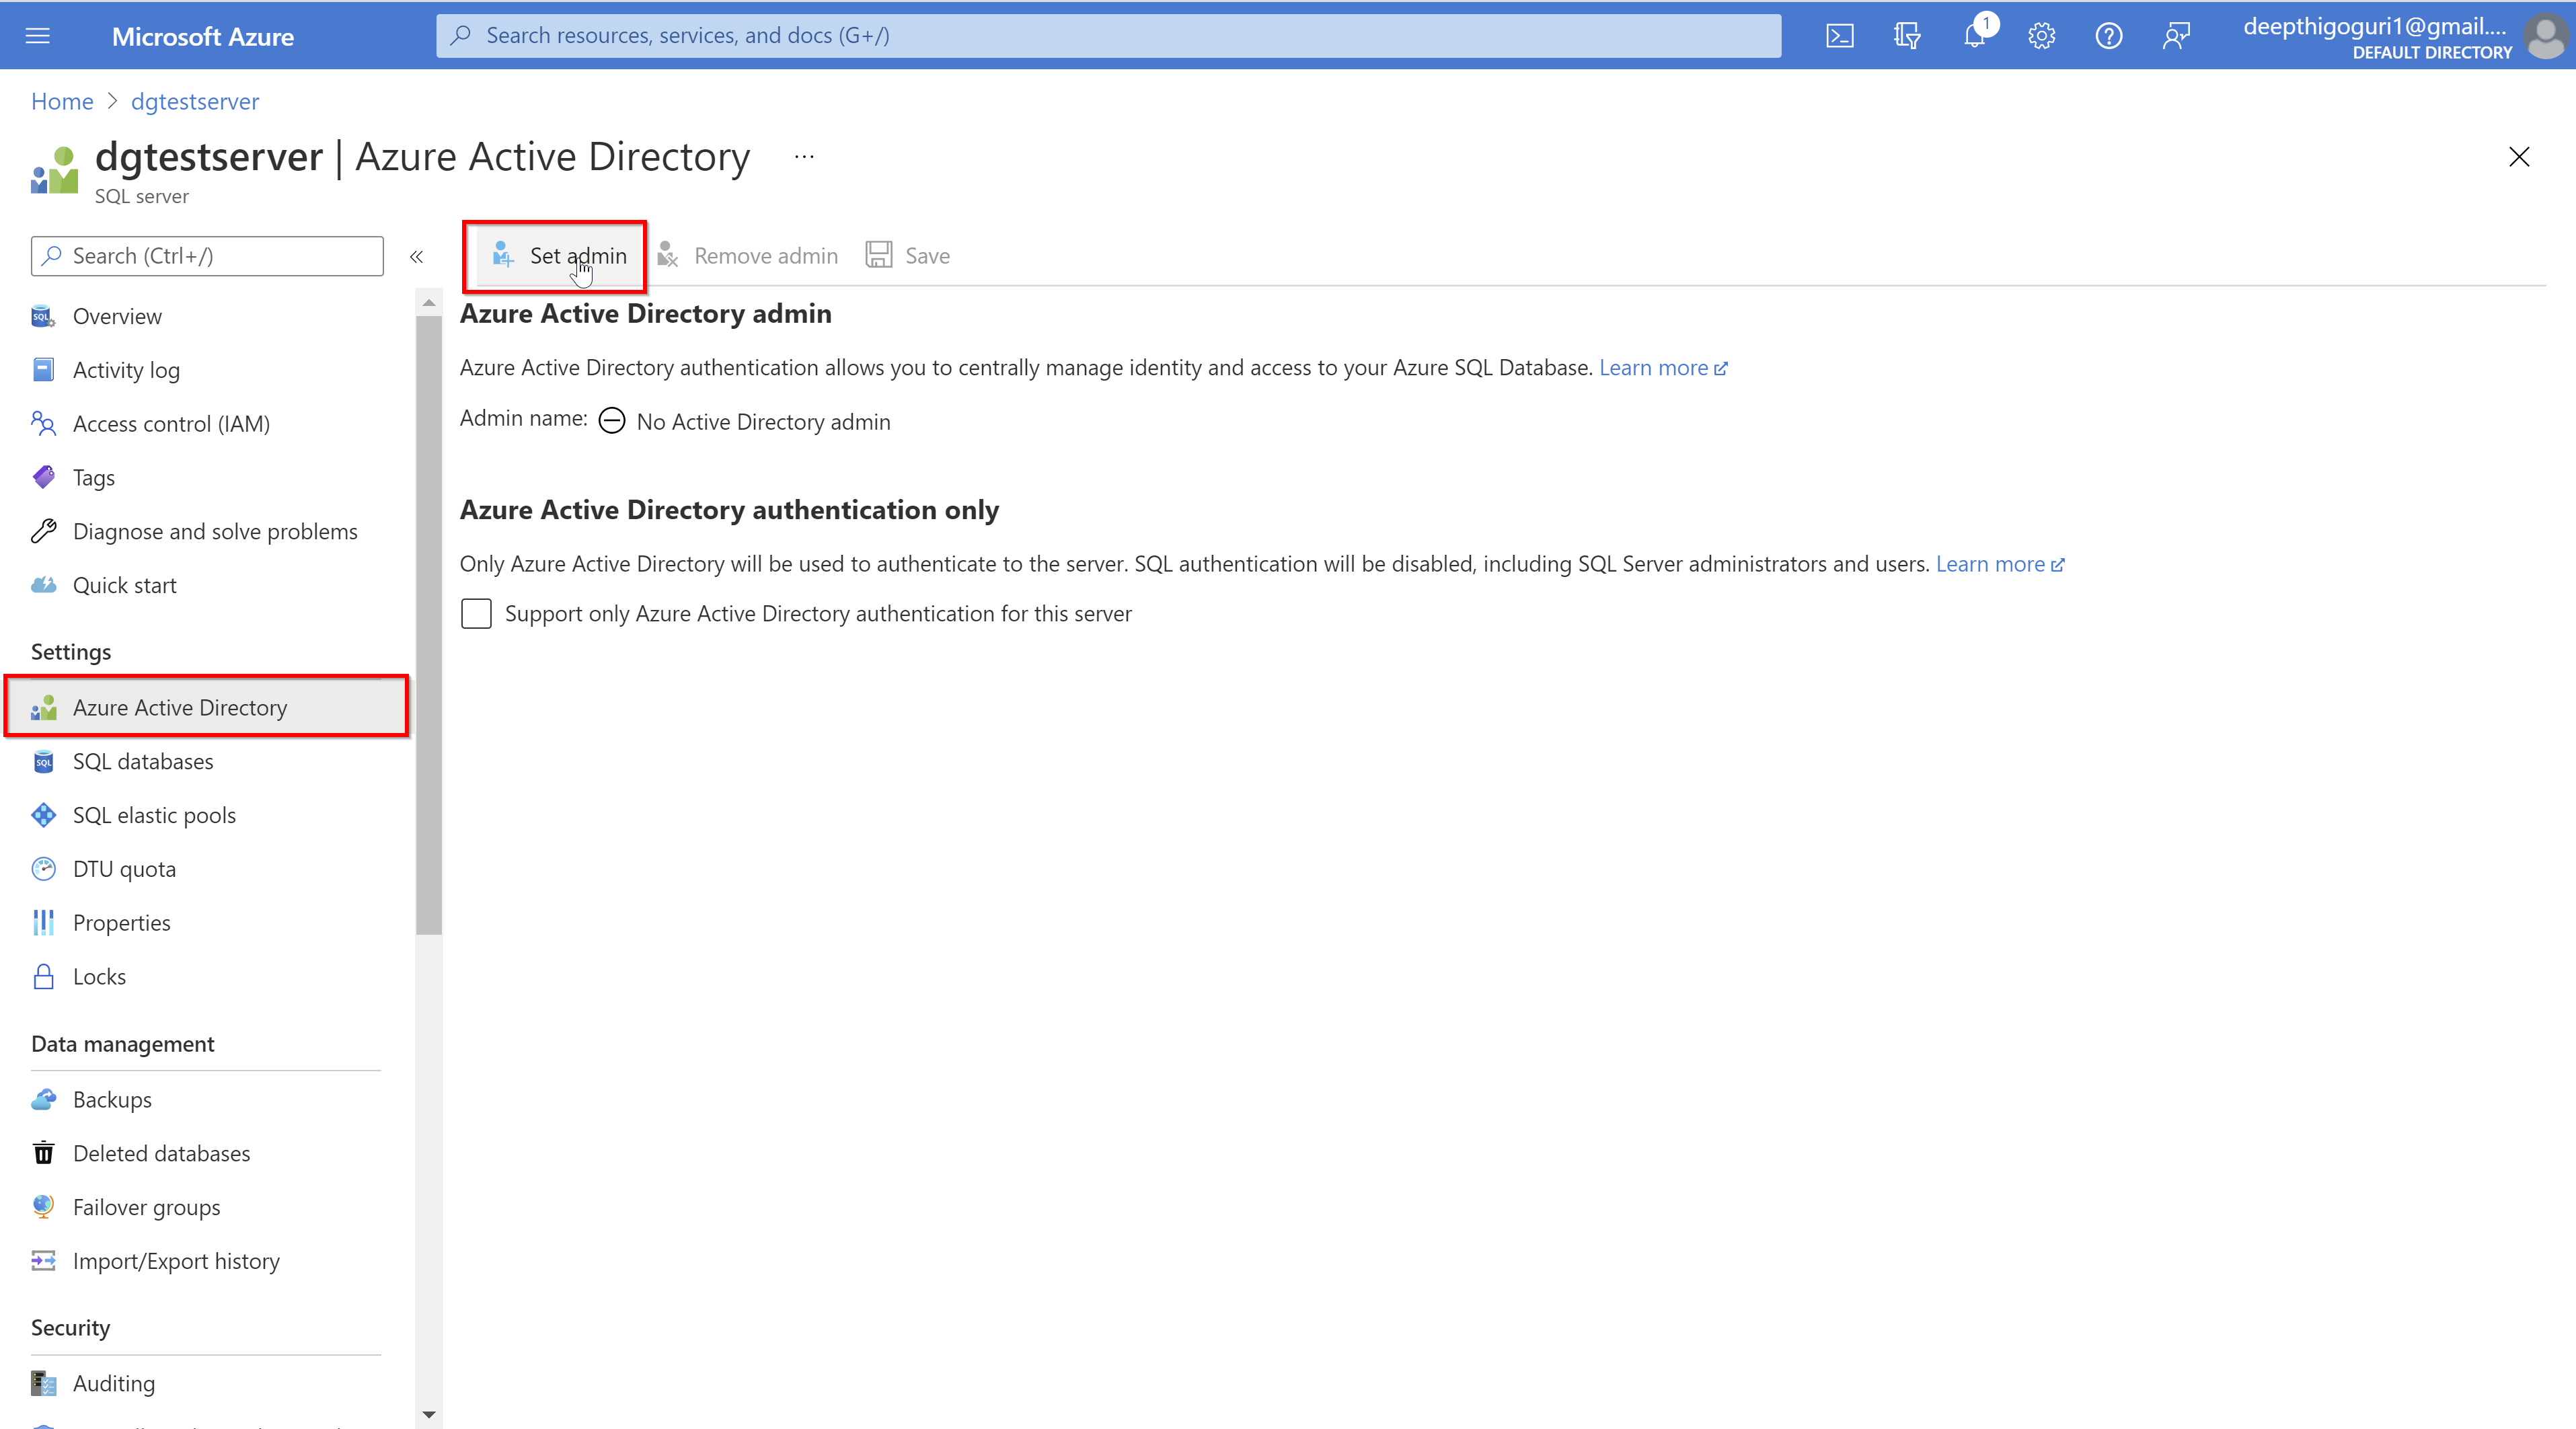 Microsoft Azure
Search resources, services, and docs (G+/)
1
deepthigoguri1@gmail....
DEFAULT DIRECTORY
Home > dgtestserver
dgtestserver | Azure Active Directory ...
SQL server
Search (Ctrl+/)
«
Set admin
Remove admin
Save
Overview
Activity log
Access control (IAM)
Tags
Diagnose and solve problems
Quick start
Settings
Azure Active Directory
SQL databases
SQL elastic pools
DTU quota
Properties
Locks
Data management
Backups
Deleted databases
Failover groups
Import/Export history
Security
Auditing
Azure Active Directory admin
Azure Active Directory authentication allows you to centrally manage identity and access to your Azure SQL Database. Learn more
Admin name: No Active Directory admin
Azure Active Directory authentication only
Only Azure Active Directory will be used to authenticate to the server. SQL authentication will be disabled, including SQL Server administrators and users. Learn more
Support only Azure Active Directory authentication for this server